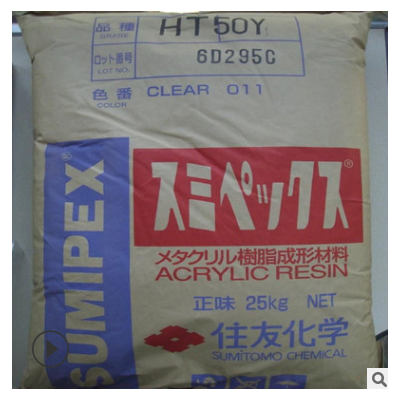 品種
GRADE
HT50Y
ロット番号
LOT NO.
6D295C
色番
COLOR
CLEAR 011
SUMIPEX®
スミペックス®
メタクリル樹脂成形材料
ACRYLIC RESIN
正味 25kg NET
住友化学
SUMITOMO CHEMICAL